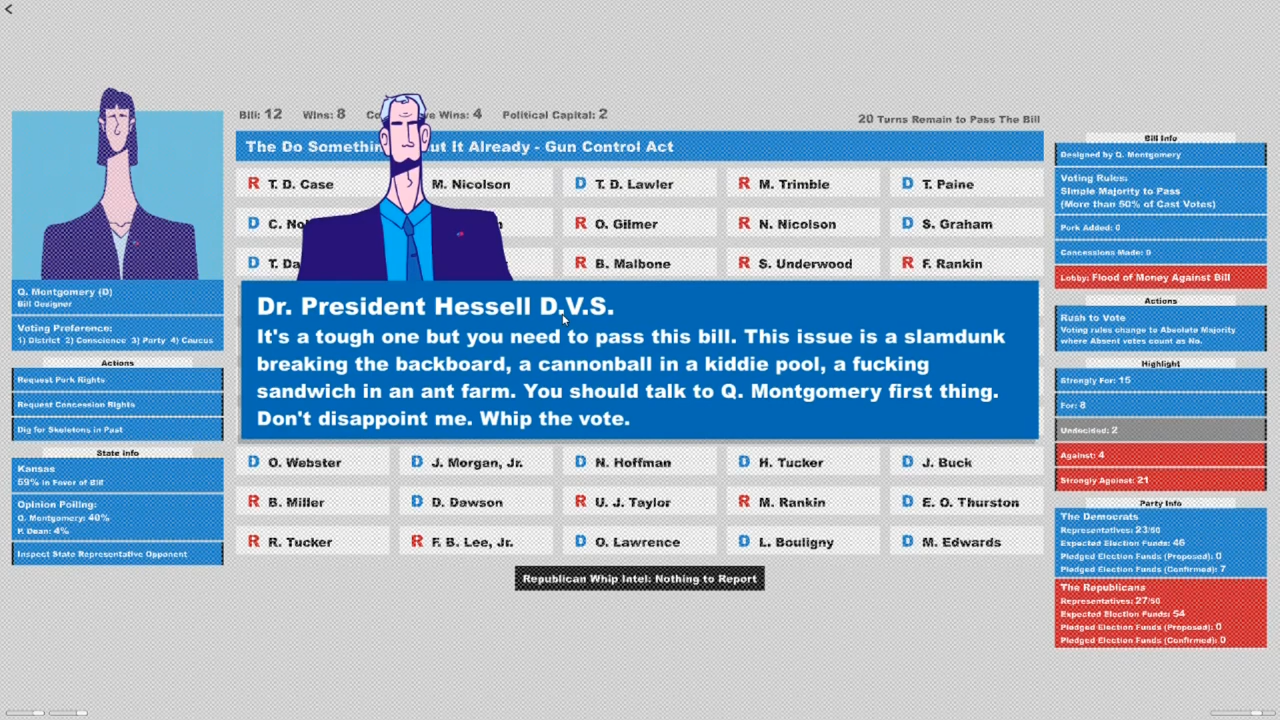 <
Bill: 12 Wins: 8 Co e Wins: 4 Political Capital: 2
20 Turns Remain to Pass The Bill
The Do Somethin ut It Already - Gun Control Act
R T. D. Case
M. Nicolson
D T. D. Lawler
R M. Trimble
D T. Paine
D C. No
R O. Gilmer
R N. Nicolson
D S. Graham
D T. Da
R B. Malbone
R S. Underwood
R F. Rankin
Dr. President Hessell D.V.S.
It's a tough one but you need to pass this bill. This issue is a slamdunk
breaking the backboard, a cannonball in a kiddie pool, a fucking
sandwich in an ant farm. You should talk to Q. Montgomery first thing.
Don't disappoint me. Whip the vote.
D O. Webster
D J. Morgan, Jr.
D N. Hoffman
D H. Tucker
D J. Buck
R B. Miller
D D. Dawson
R U. J. Taylor
R M. Rankin
D E. O. Thurston
R R. Tucker
R F. B. Lee, Jr.
D O. Lawrence
D L. Bouligny
D M. Edwards
Republican Whip Intel: Nothing to Report
Q. Montgomery (D)
Bill Designer
Voting Preference:
1) District 2) Conscience 3) Party 4) Caucus
Actions
Request Pork Rights
Request Concession Rights
Dig for Skeletons in Past
State Info
Kansas
59% in Favor of Bill
Opinion Polling:
Q. Montgomery: 40%
P. Dean: 4%
Inspect State Representative Opponent
Bill Info
Designed by Q. Montgomery
Voting Rules:
Simple Majority to Pass
(More than 50% of Cast Votes)
Pork Added: 0
Concessions Made: 0
Lobby: Flood of Money Against Bill
Actions
Rush to Vote
Voting rules change to Absolute Majority
where Absent votes count as No.
Highlight
Strongly For: 15
For: 8
Undecided: 2
Against: 4
Strongly Against: 21
Party Info
The Democrats
Representatives: 23/50
Expected Election Funds: 46
Pledged Election Funds (Proposed): 0
Pledged Election Funds (Confirmed): 7
The Republicans
Representatives: 27/50
Expected Election Funds: 54
Pledged Election Funds (Proposed): 0
Pledged Election Funds (Confirmed): 0